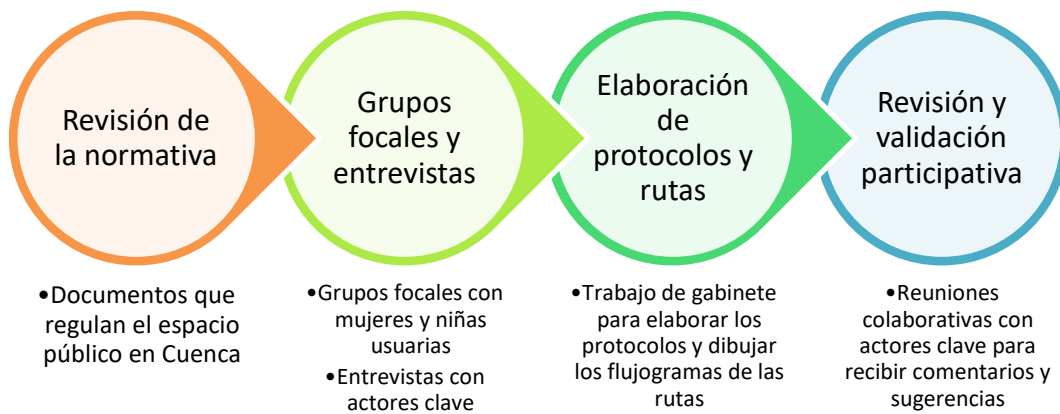 Revisión de
la normativa
•Documentos que
regulan el espacio
público en Cuenca
Grupos
focales y
entrevistas
•Grupos focales con
mujeres y niñas
usuarias
•Entrevistas con
actores clave
Elaboración
de
protocolos y
rutas
•Trabajo de gabinete
para elaborar los
protocolos y dibujar
los flujogramas de las
rutas
Revisión y
validación
participativa
•Reuniones
colaborativas con
actores clave para
recibir comentarios y
sugerencias